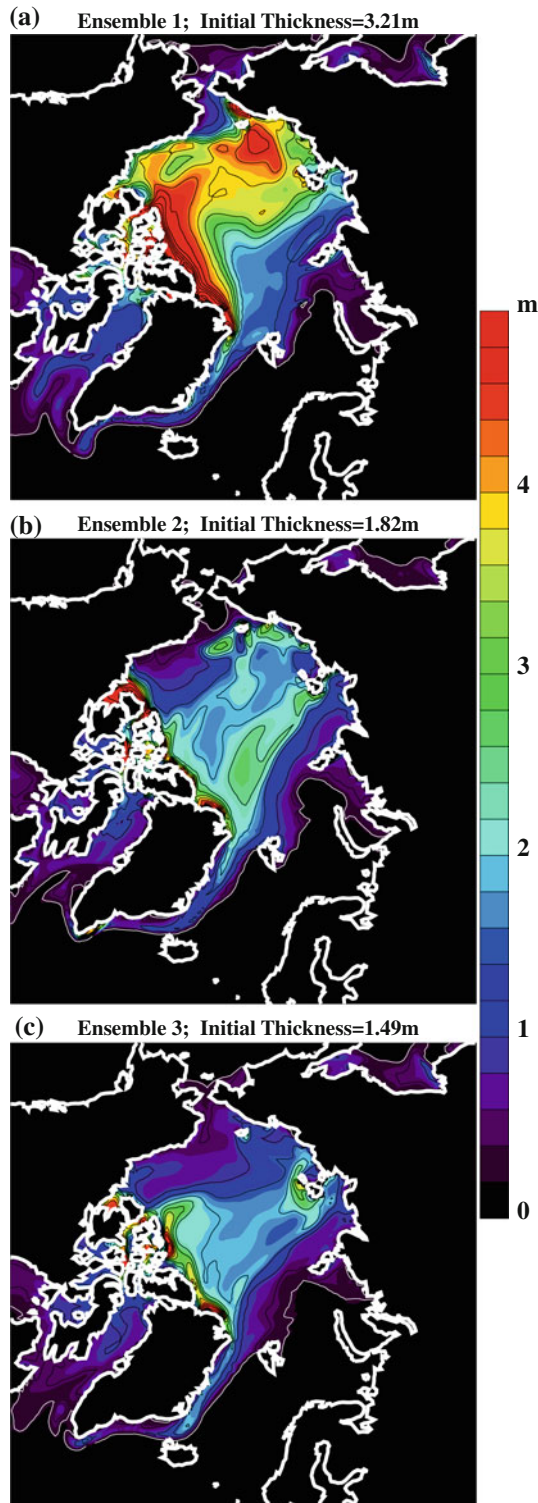 (a) Ensemble 1; Initial Thickness=3.21m
m
4
(b) Ensemble 2; Initial Thickness=1.82m
3
2
(c) Ensemble 3; Initial Thickness=1.49m
1
0